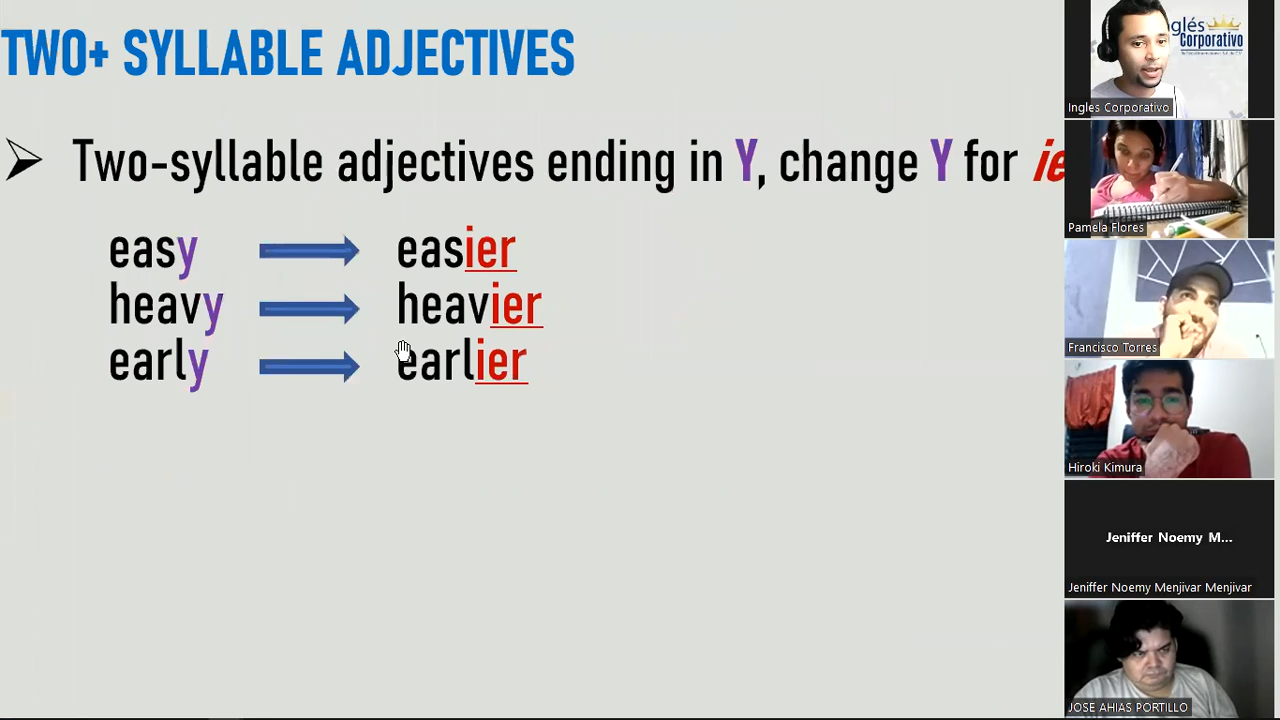 TWO+ SYLLABLE ADJECTIVES
Two-syllable adjectives ending in Y, change Y for ie
easy easier
heavy heavier
early earlier
glés
Corporativo
Ingles Corporativo
Pamela Flores
Francisco Torres
Hiroki Kimura
Jeniffer Noemy M...
Jeniffer Noemy Menjivar Menjivar
JOSE AHIAS PORTILLO